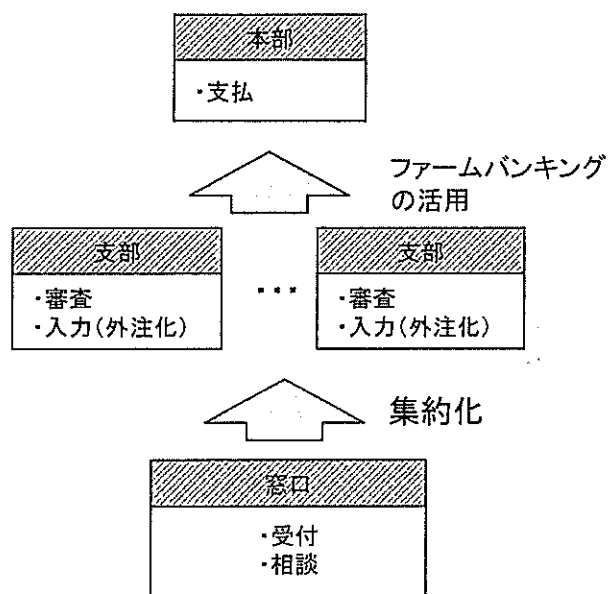 本部
・支払
ファームバンキング
の活用
支部
・審査
・入力(外注化)
・・・
支部
・審査
・入力(外注化)
集約化
窓口
・受付
・相談